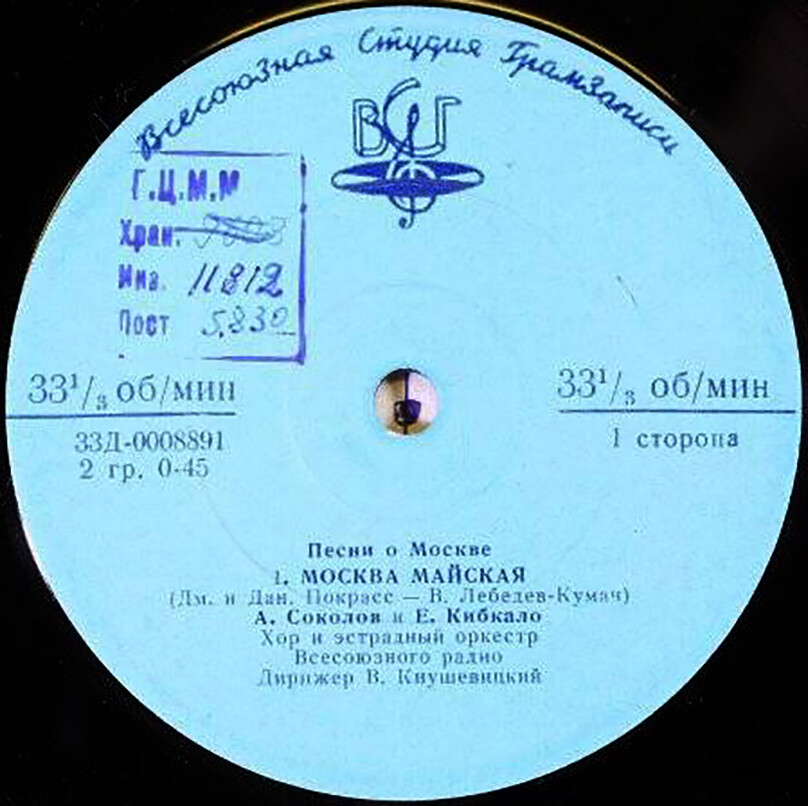 Всесоюзная Студия Грамзаписи
ВСГ
Г.Ц.М.М
Хран.
Инв. 11812
Пост 5.830
33¹/₃ об/мин
33Д-0008891
2 гр. 0-45
33¹/₃ об/мин
1 сторона
Песни о Москве
1. МОСКВА МАЙСКАЯ
(Дм. и Дан. Покрасс — В. Лебедев-Кумач)
А. Соколов и Е. Кибкало
Хор и эстрадный оркестр
Всесоюзного радио
Дирижер В. Кнушевицкий